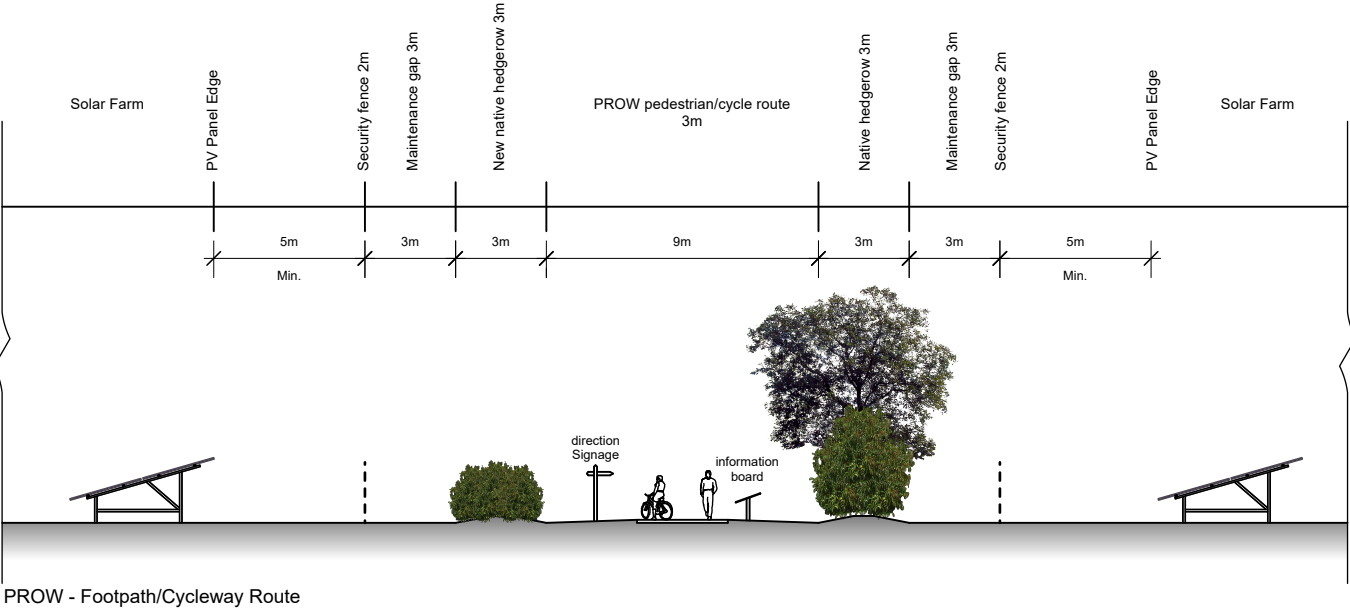 Solar Farm
PV Panel Edge
Security fence 2m
Maintenance gap 3m
New native hedgerow 3m
PROW pedestrian/cycle route
3m
Native hedgerow 3m
Maintenance gap 3m
Security fence 2m
PV Panel Edge
Solar Farm
5m
Min.
3m
3m
9m
3m
3m
5m
Min.
direction
Signage
information
board
PROW - Footpath/Cycleway Route